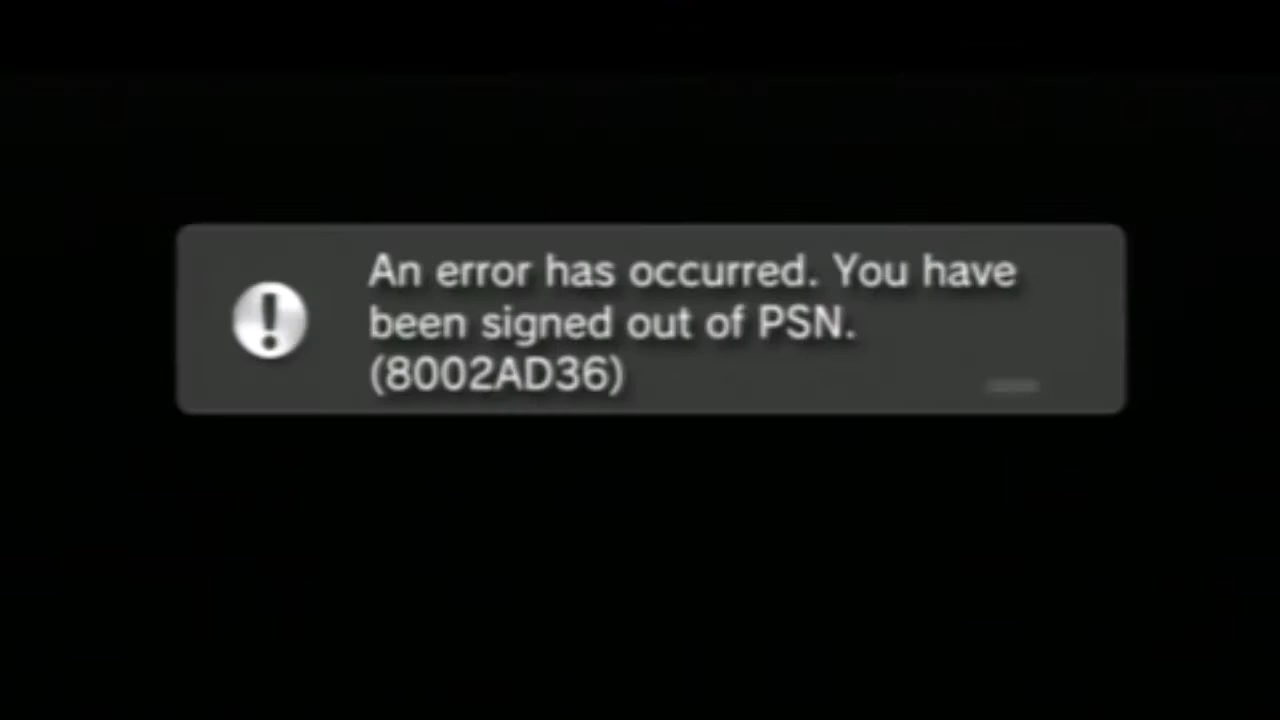 An error has occurred. You have
been signed out of PSN.
(8002AD36)